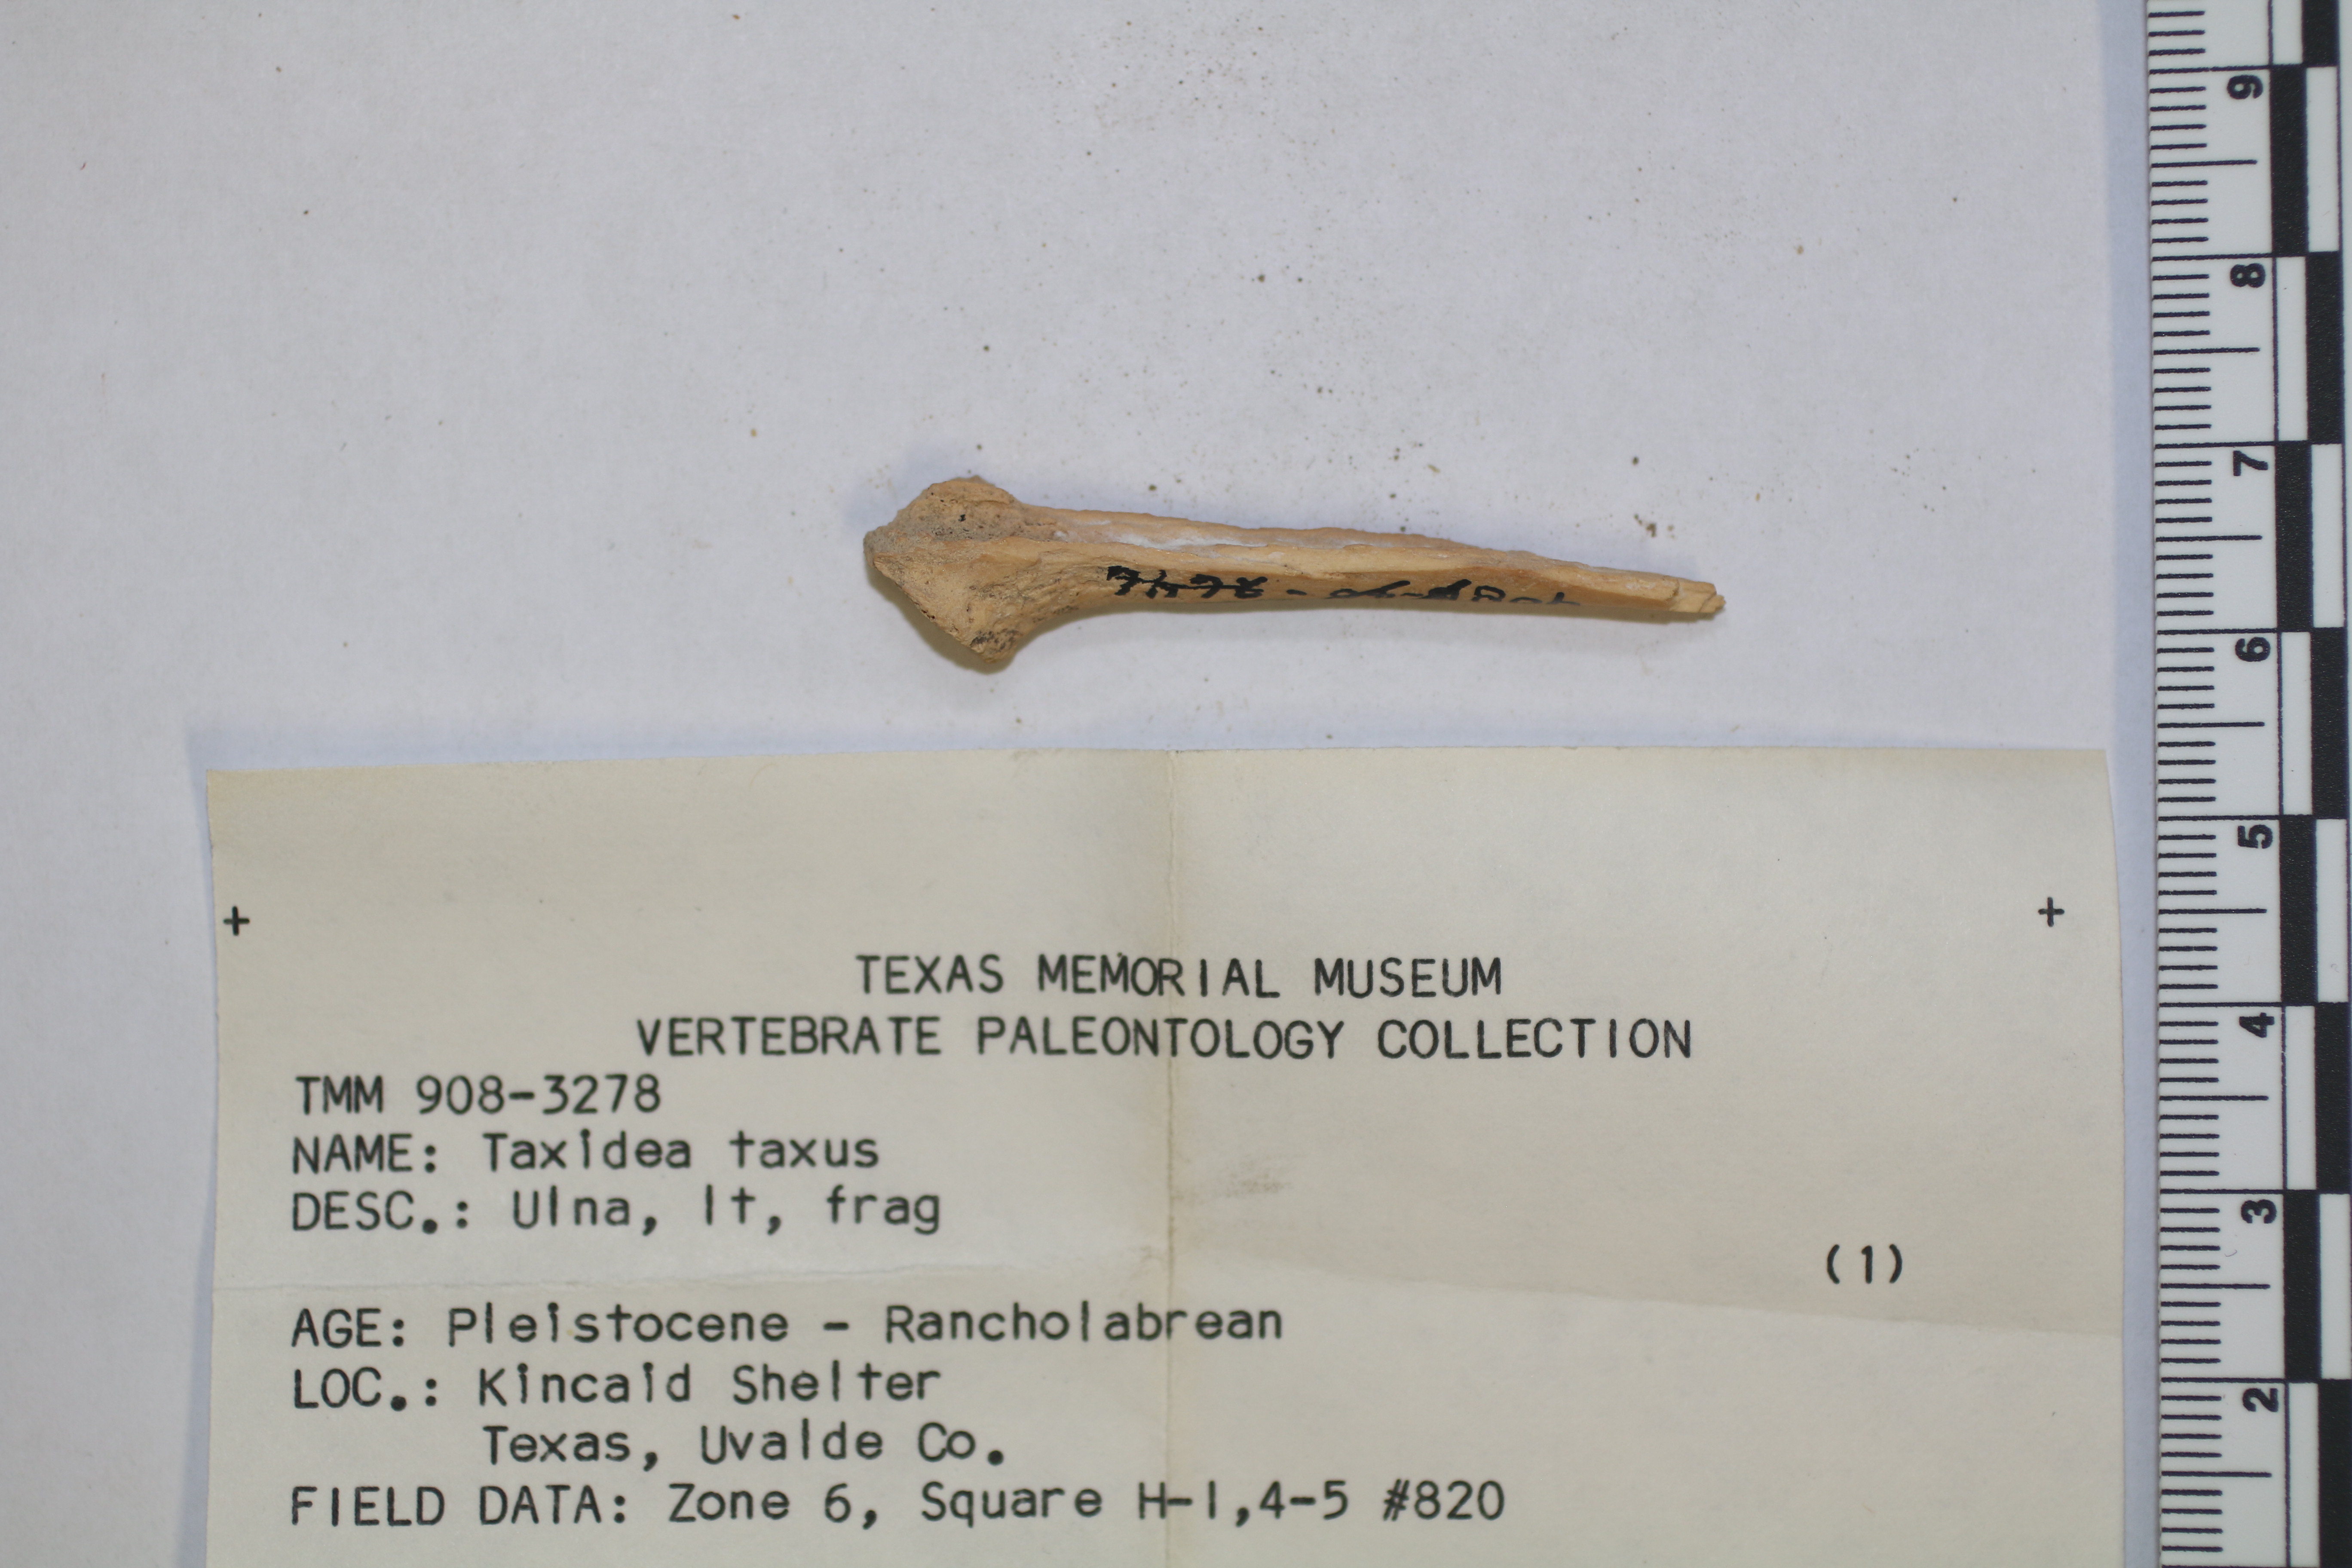 TEXAS MEMORIAL MUSEUM
VERTEBRATE PALEONTOLOGY COLLECTION
TMM 908-3278
NAME: Taxidea taxus
DESC.: Ulna, lt, frag
(1)
AGE: Pleistocene - Rancholabrean
LOC.: Kincaid Shelter
Texas, Uvalde Co.
FIELD DATA: Zone 6, Square H-1,4-5 #820
9
8
7
6
5
4
3
2